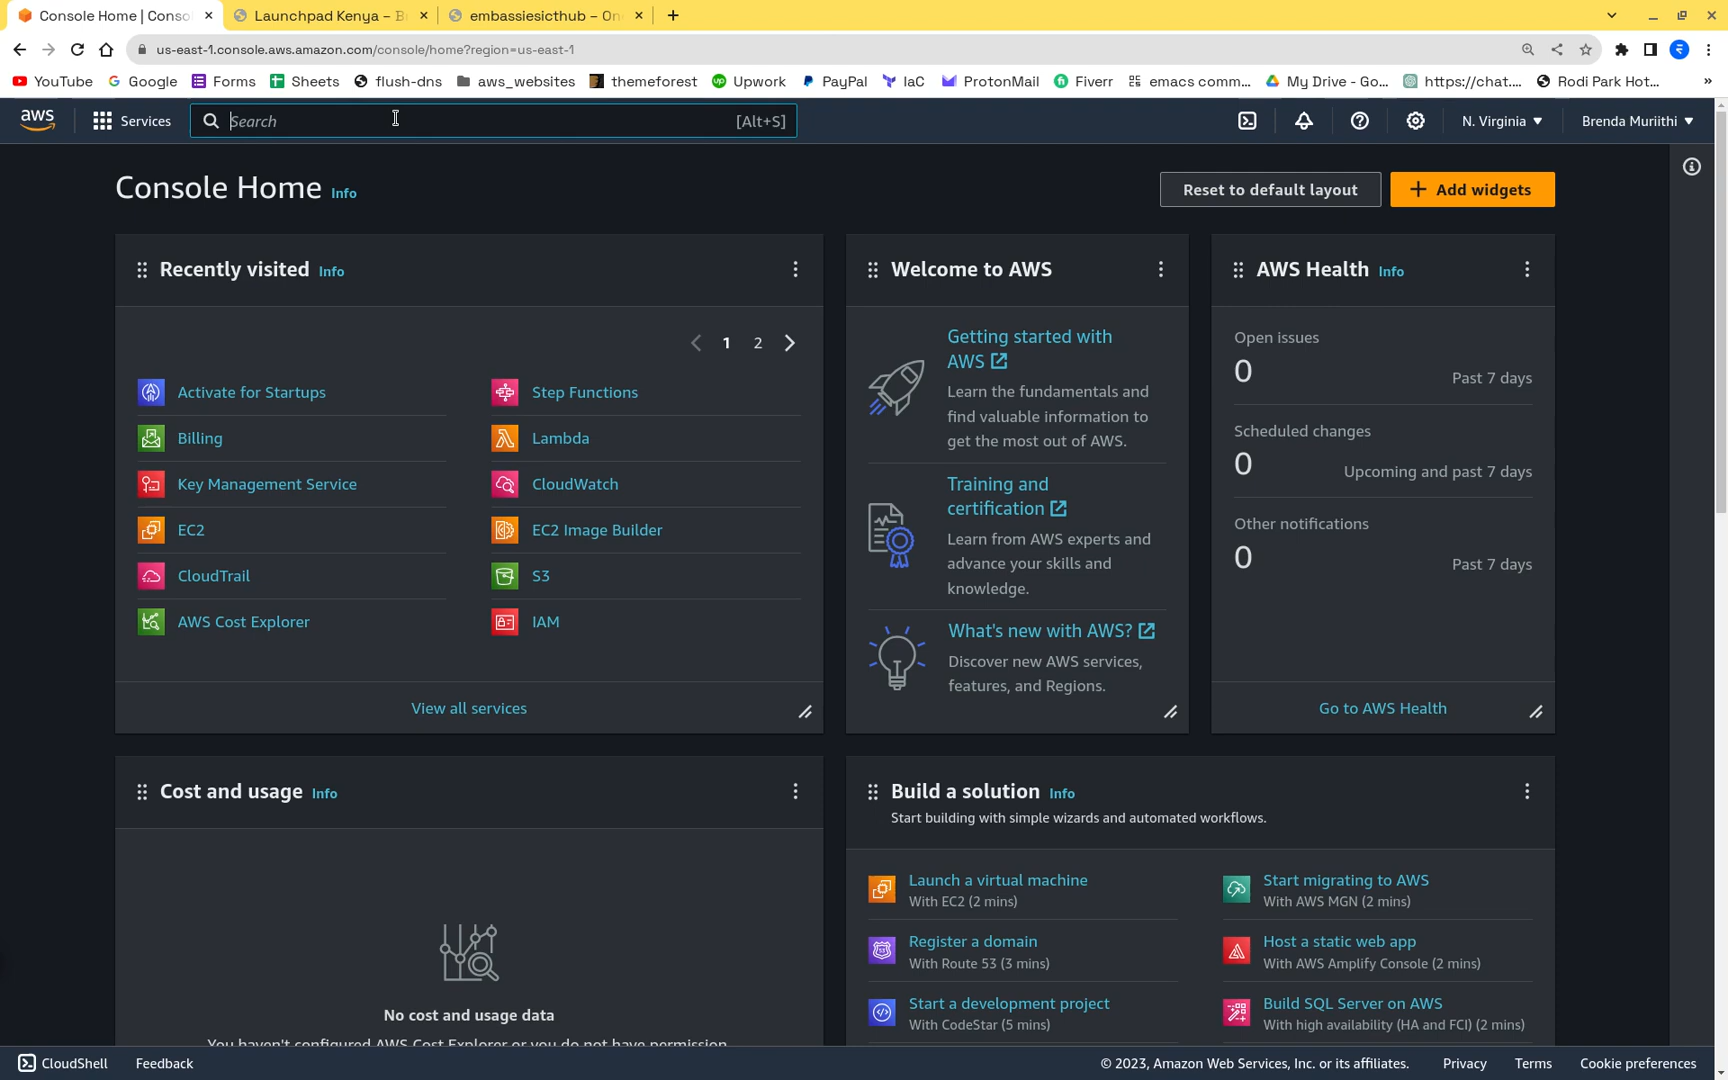 Console Home | Conso
Launchpad Kenya – B
embassiesicthub – On
us-east-1.console.aws.amazon.com/console/home?region=us-east-1
YouTube
Google
Forms
Sheets
flush-dns
aws_websites
themeforest
Upwork
PayPal
IaC
ProtonMail
Fiverr
emacs comm...
My Drive - Go...
https://chat....
Rodi Park Hot...
aws
Services
Search
[Alt+S]
N. Virginia
Brenda Muriithi
Console Home Info
Reset to default layout
Add widgets
Recently visited Info
1 2
Activate for Startups
Step Functions
Billing
Lambda
Key Management Service
CloudWatch
EC2
EC2 Image Builder
CloudTrail
S3
AWS Cost Explorer
IAM
View all services
Welcome to AWS
Getting started with
AWS
Learn the fundamentals and
find valuable information to
get the most out of AWS.
Training and
certification
Learn from AWS experts and
advance your skills and
knowledge.
What's new with AWS?
Discover new AWS services,
features, and Regions.
AWS Health Info
Open issues
0
Past 7 days
Scheduled changes
0
Upcoming and past 7 days
Other notifications
0
Past 7 days
Go to AWS Health
Cost and usage Info
No cost and usage data
You haven't configured AWS Cost Explorer or you do not have permission
Build a solution Info
Start building with simple wizards and automated workflows.
Launch a virtual machine
With EC2 (2 mins)
Start migrating to AWS
With AWS MGN (2 mins)
Register a domain
With Route 53 (3 mins)
Host a static web app
With AWS Amplify Console (2 mins)
Start a development project
With CodeStar (5 mins)
Build SQL Server on AWS
With high availability (HA and FCI) (2 mins)
CloudShell
Feedback
© 2023, Amazon Web Services, Inc. or its affiliates.
Privacy
Terms
Cookie preferences